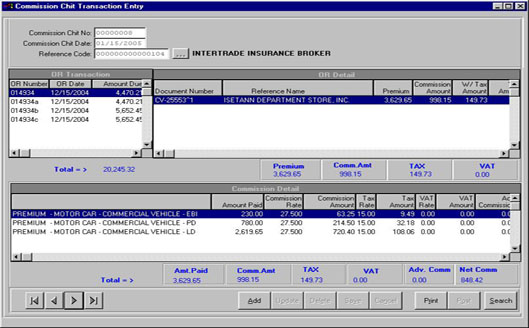 Commission Chit Transaction Entry
Commission Chit No: 00000008
Commission Chit Date: 01/15/2005
Reference Code: 0000000000000104 ... INTERTRADE INSURANCE BROKER
OR Transaction OR Detail
OR Number OR Date Amount Du Document Number Reference Name Premium Commission Amount W/ Tax Amount Am
014934 12/15/2004 4,470.2 CV-25553~1 ISETANN DEPARTMENT STORE, INC. 3,629.65 998.15 149.73
014934a 12/15/2004 4,470.2
014934b 12/15/2004 5,652.4
014934c 12/15/2004 5,652.4
Total = > 20,245.32 Premium Comm.Amt TAX VAT
3,629.65 998.15 149.73 0.00
Commission Detail
Amount Paid Commission Rate Commission Amount Tax Rate Tax Amount VAT Rate VAT Amount Ad Commis
PREMIUM - MOTOR CAR - COMMERCIAL VEHICLE - EBI 230.00 27.500 63.25 15.00 9.49 0.00 0.00 0.0
PREMIUM - MOTOR CAR - COMMERCIAL VEHICLE - PD 780.00 27.500 214.50 15.00 32.18 0.00 0.00 0.0
PREMIUM - MOTOR CAR - COMMERCIAL VEHICLE - LD 2,619.65 27.500 720.40 15.00 108.06 0.00 0.00 0.0
Amt.Paid Comm.Amt TAX VAT Adv. Comm Net Comm
Total = > 3,629.65 998.15 149.73 0.00 0.00 848.42
Add Update Delete Save Cancel Print Post Search